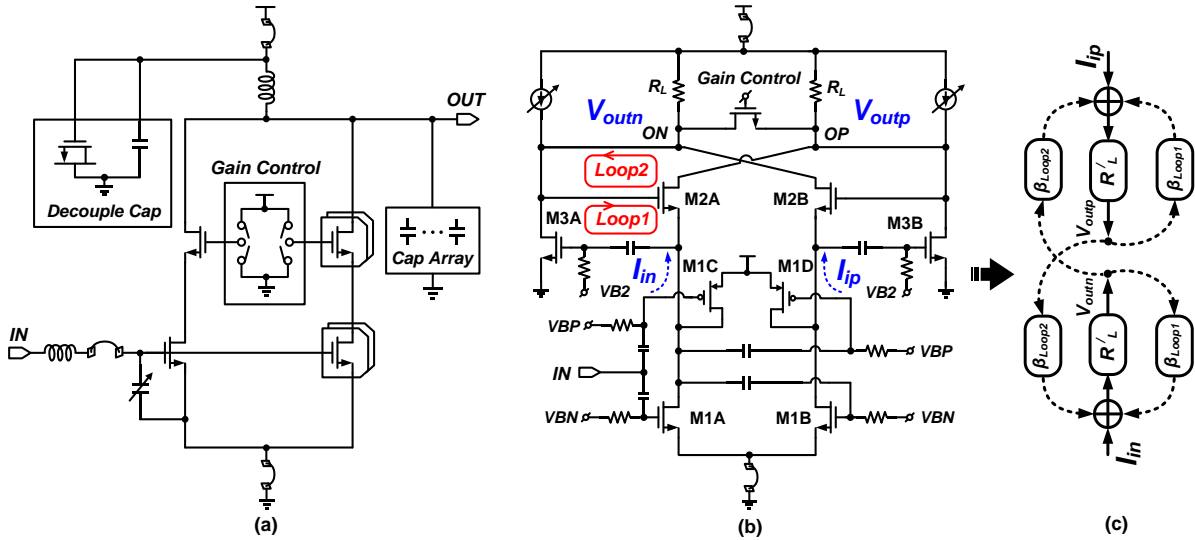 OUT
Gain Control
Decouple Cap
Cap Array
IN
(a)
R_L
Gain Control
R_L
V_outn
V_outp
ON
OP
Loop2
Loop1
M2A
M2B
M3A
M3B
I_in
I_ip
M1C
M1D
VB2
VB2
VBP
VBP
IN
VBN
VBN
M1A
M1B
(b)
I_ip
β_Loop2
R'_L
β_Loop1
V_outp
V_outn
β_Loop2
R'_L
β_Loop1
I_in
(c)